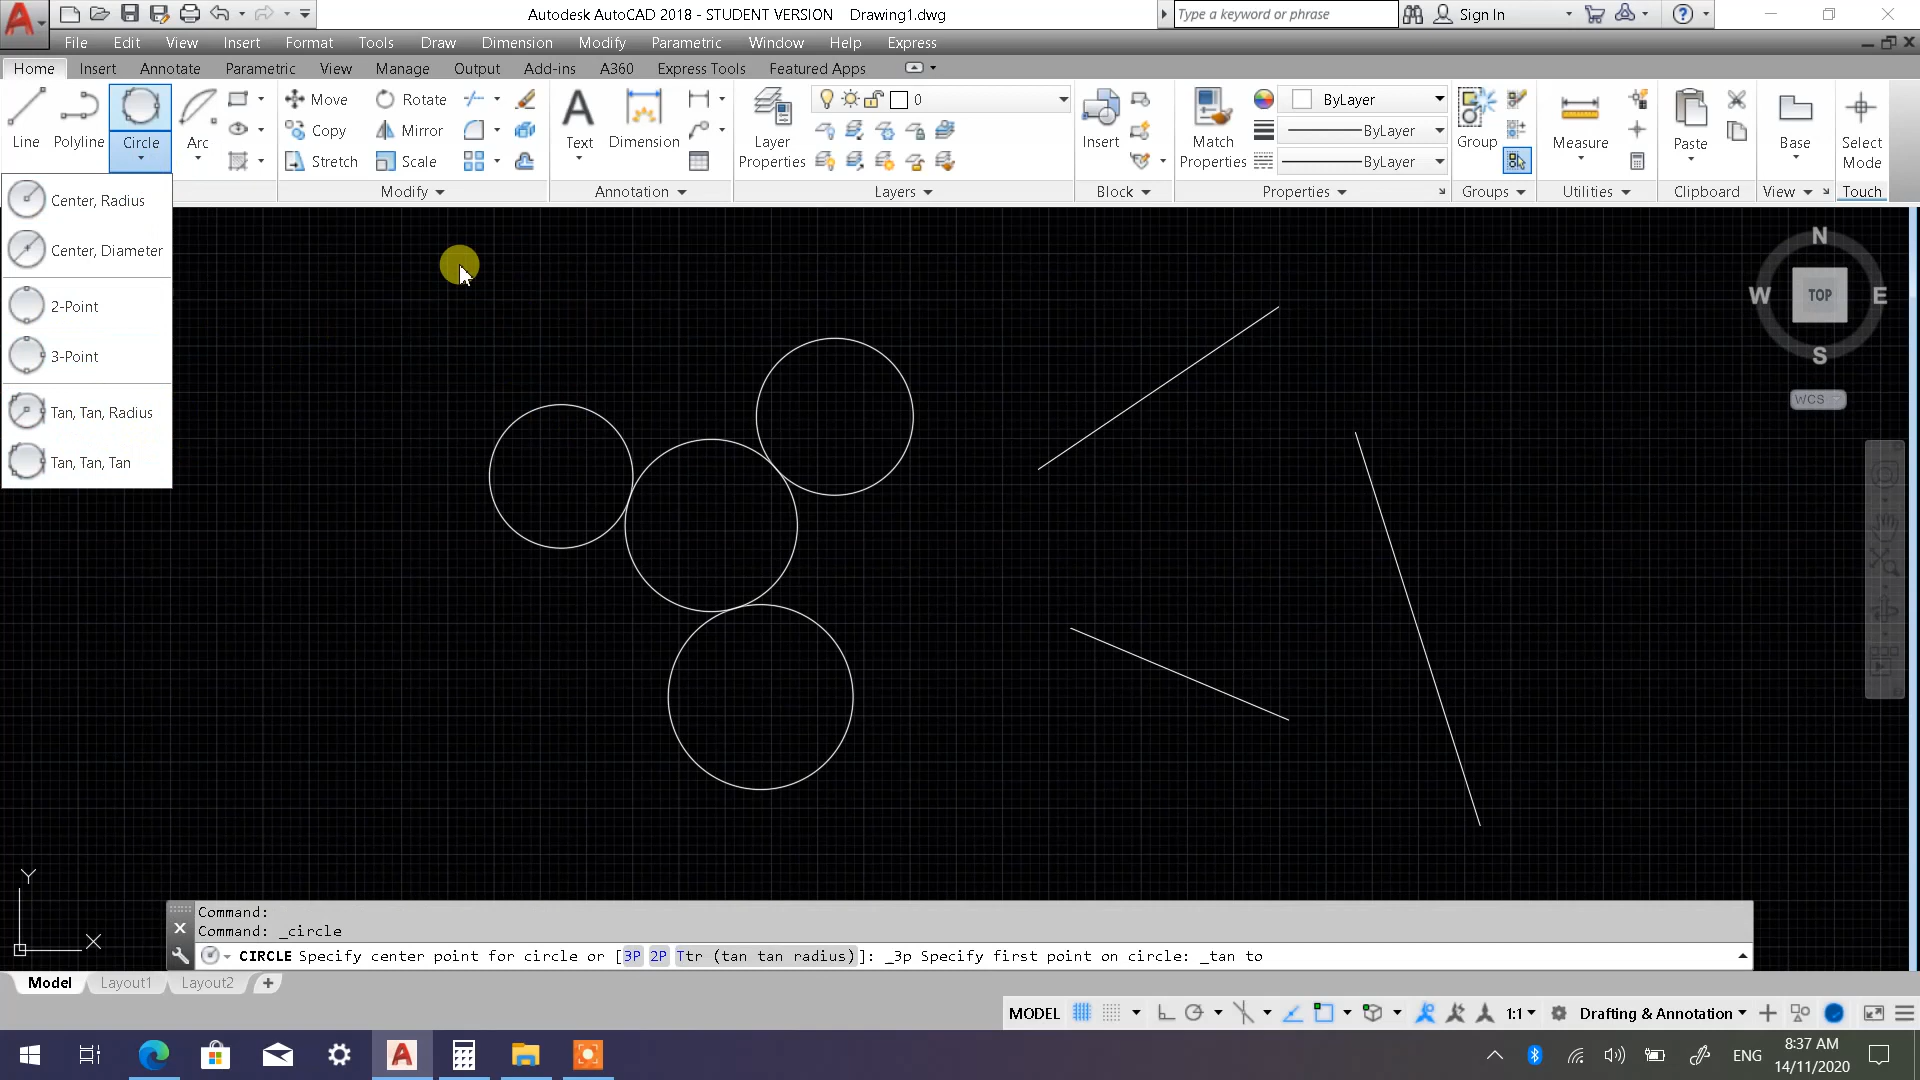 Autodesk AutoCAD 2018 - STUDENT VERSION Drawing1.dwg
Type a keyword or phrase
Sign In
File Edit View Insert Format Tools Draw Dimension Modify Parametric Window Help Express
Home Insert Annotate Parametric View Manage Output Add-ins A360 Express Tools Featured Apps
Line
Polyline
Circle
Arc
Move
Rotate
Copy
Mirror
Stretch
Scale
Modify
Text
Dimension
Annotation
Layer
Properties
0
Layers
Insert
Block
Match
Properties
ByLayer
ByLayer
ByLayer
Properties
Group
Groups
Measure
Utilities
Paste
Clipboard
Base
View
Select
Mode
Touch
Center, Radius
Center, Diameter
2-Point
3-Point
Tan, Tan, Radius
Tan, Tan, Tan
N
W
TOP
E
S
WCS
Y
X
Command:
Command: _circle
CIRCLE Specify center point for circle or [3P 2P Ttr (tan tan radius)]: _3p Specify first point on circle: _tan to
Model Layout1 Layout2 +
MODEL 1:1 Drafting & Annotation
ENG
8:37 AM
14/11/2020